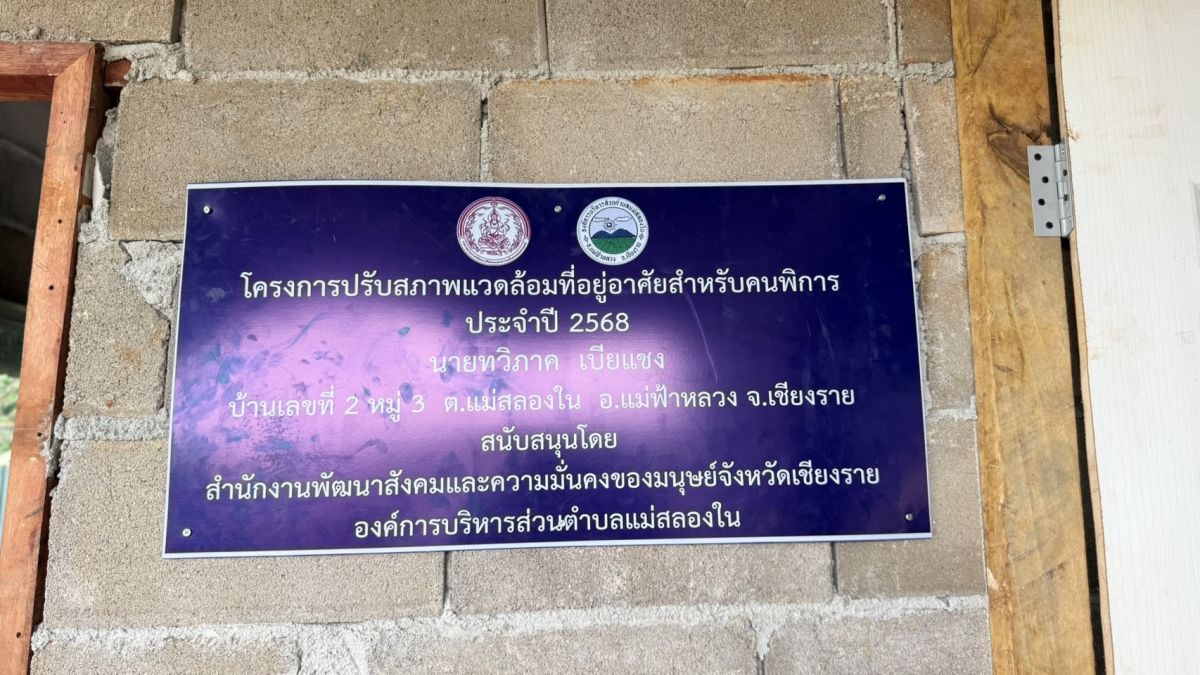 โครงการปรับสภาพแวดล้อมที่อยู่อาศัยสำหรับคนพิการ
ประจำปี 2568
นายทวิภาค เบียแชง
บ้านเลขที่ 2 หมู่ 3 ต.แม่สลองใน อ.แม่ฟ้าหลวง จ.เชียงราย
สนับสนุนโดย
สำนักงานพัฒนาสังคมและความมั่นคงของมนุษย์จังหวัดเชียงราย
องค์การบริหารส่วนตำบลแม่สลองใน